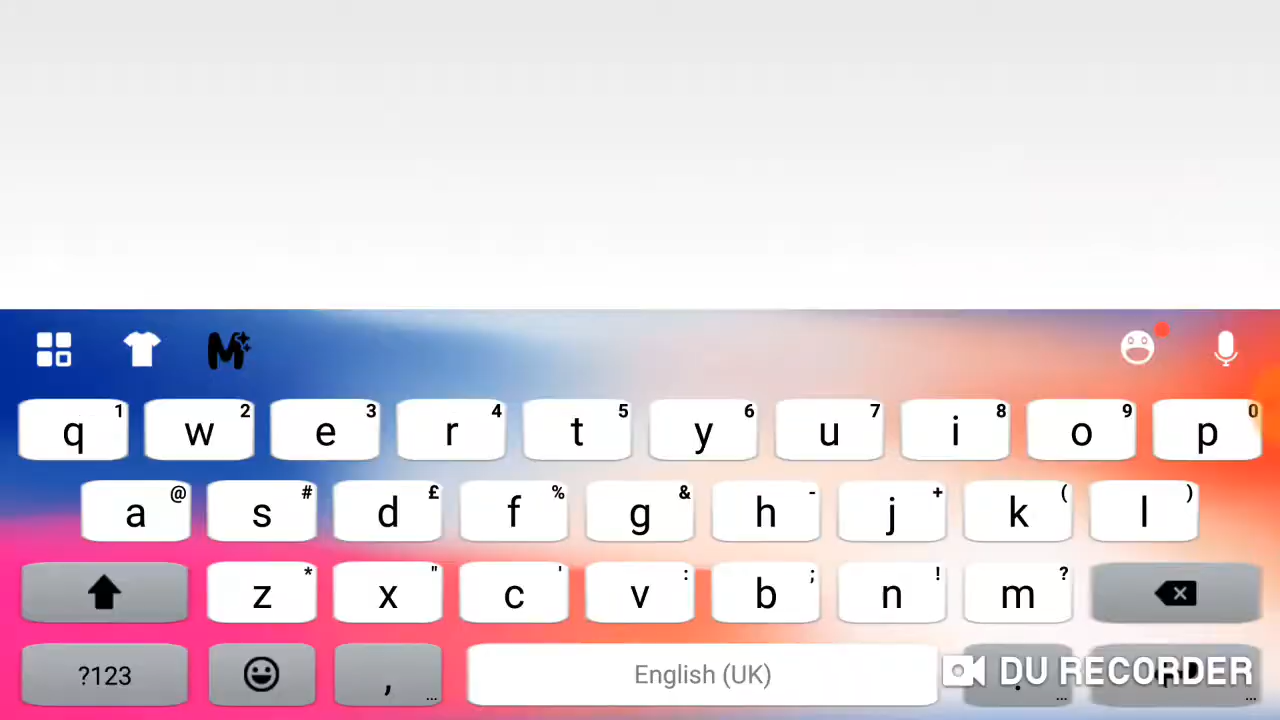 M
q 1 w 2 e 3 r 4 t 5 y 6 u 7 i 8 o 9 p 0
a @ s # d £ f % g & h - j + k ( l )
z * x " c ' v : b ; n ! m ?
?123 , ... English (UK) . ... ...
DU RECORDER